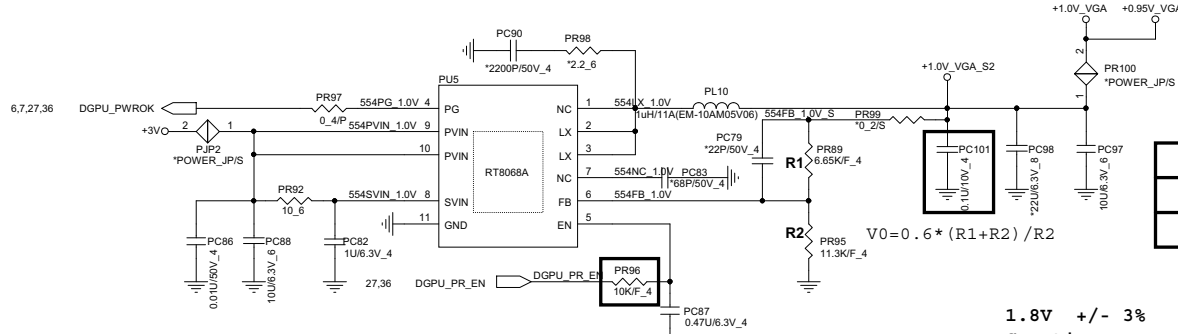 +1.0V_VGA +0.95V_VGA
2
PR100
*POWER_JP/S
1
+1.0V_VGA_S2
PC90
*2200P/50V_4
PR98
*2.2_6
PU5
6,7,27,36 DGPU_PWROK
PR97
0_4/P
554PG_1.0V 4 PG
NC 1 554LX_1.0V
PL10
1uH/11A(EM-10AM05V06)
554FB_1.0V_S
PR99
*0_2/S
+3V 2 1
PJP2
*POWER_JP/S
554PVIN_1.0V 9 PVIN
LX 2
10 PVIN
LX 3
RT8068A
PC79
*22P/50V_4
R1
PR89
6.65K/F_4
PC101
0.1U/10V_4
PC98
*22U/6.3V_8
PC97
10U/6.3V_6
NC 7 554NC_1.0V
PC83
*68P/50V_4
PR92
10_6
554SVIN_1.0V 8 SVIN
FB 6 554FB_1.0V
11 GND
EN 5
R2
PR95
11.3K/F_4
V0=0.6*(R1+R2)/R2
PC86
0.01U/50V_4
PC88
10U/6.3V_6
PC82
1U/6.3V_4
27,36 DGPU_PR_EN
DGPU_PR_EN
PR96
10K/F_4
PC87
0.47U/6.3V_4
1.8V +/- 3%